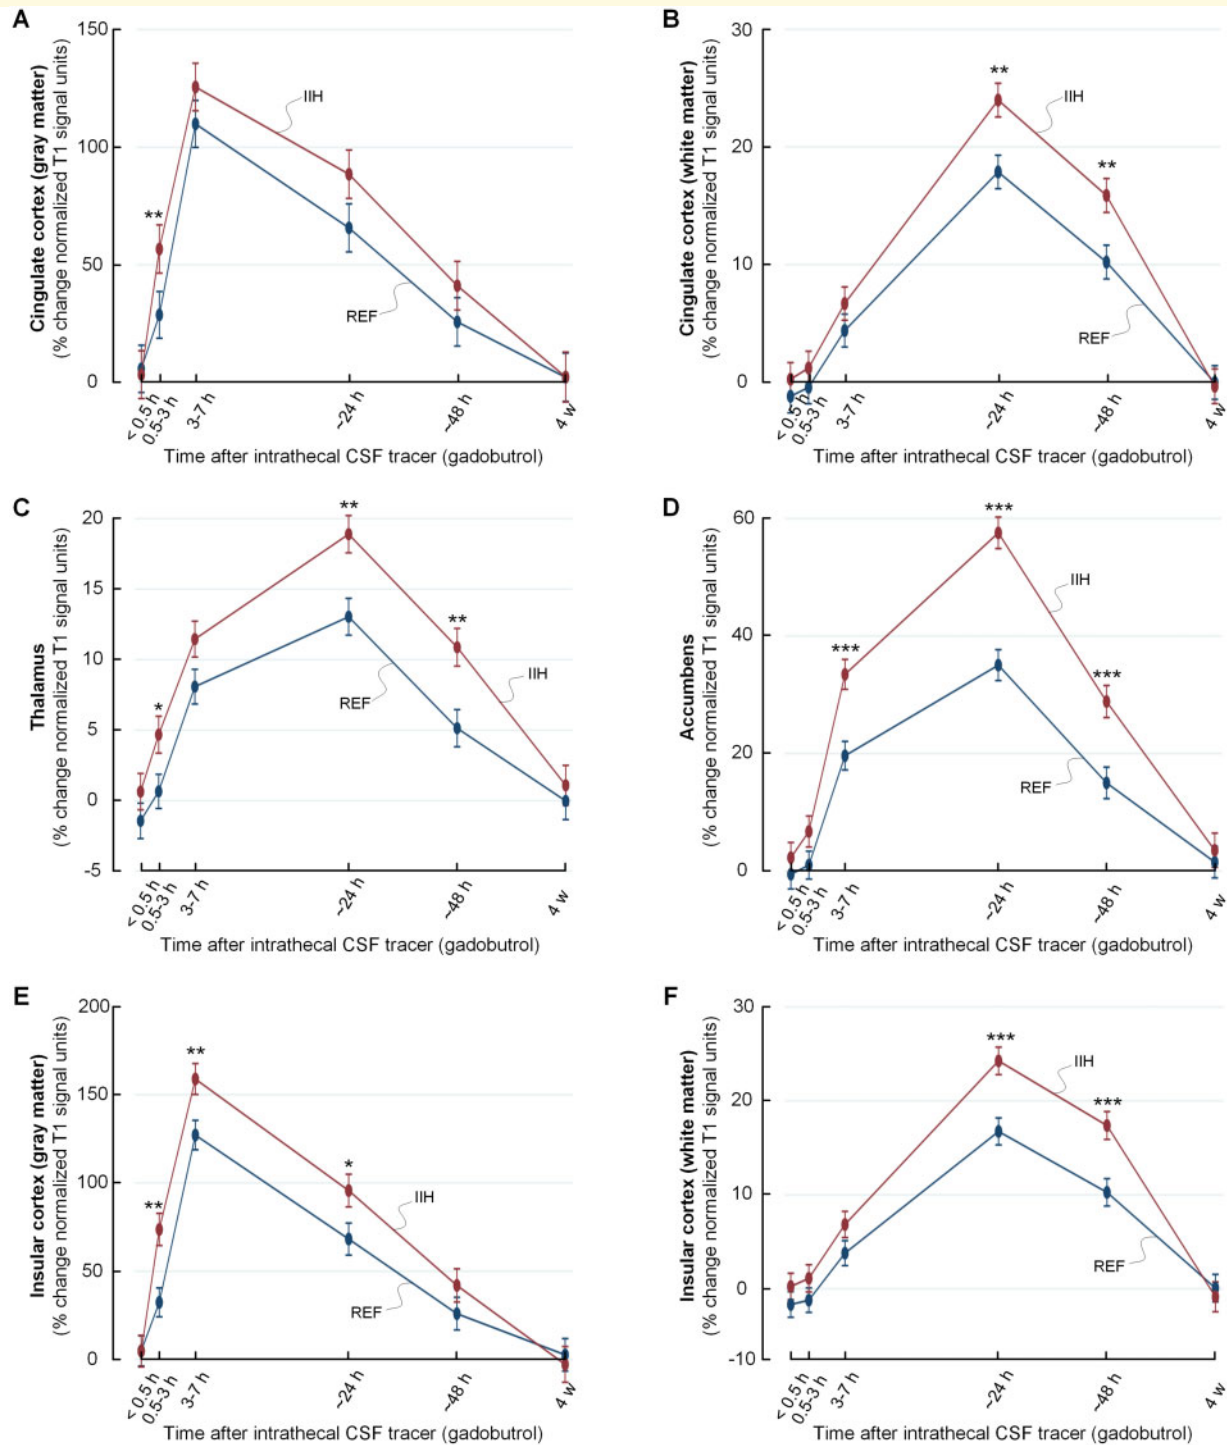 A
Cingulate cortex (gray matter)
(% change normalized T1 signal units)
150
100
50
0
**
IIH
REF
< 0.5 h
0.5-3 h
3-7 h
~24 h
~48 h
4 w
Time after intrathecal CSF tracer (gadobutrol)
B
Cingulate cortex (white matter)
(% change normalized T1 signal units)
30
20
10
0
**
**
IIH
REF
< 0.5 h
0.5-3 h
3-7 h
~24 h
~48 h
4 w
Time after intrathecal CSF tracer (gadobutrol)
C
Thalamus
(% change normalized T1 signal units)
20
15
10
5
0
-5
*
**
**
IIH
REF
< 0.5 h
0.5-3 h
3-7 h
~24 h
~48 h
4 w
Time after intrathecal CSF tracer (gadobutrol)
D
Accumbens
(% change normalized T1 signal units)
60
40
20
0
***
***
***
IIH
REF
< 0.5 h
0.5-3 h
3-7 h
~24 h
~48 h
4 w
Time after intrathecal CSF tracer (gadobutrol)
E
Insular cortex (gray matter)
(% change normalized T1 signal units)
200
150
100
50
0
**
**
*
IIH
REF
< 0.5 h
0.5-3 h
3-7 h
~24 h
~48 h
4 w
Time after intrathecal CSF tracer (gadobutrol)
F
Insular cortex (white matter)
(% change normalized T1 signal units)
30
20
10
0
-10
***
***
IIH
REF
< 0.5 h
0.5-3 h
3-7 h
~24 h
~48 h
4 w
Time after intrathecal CSF tracer (gadobutrol)